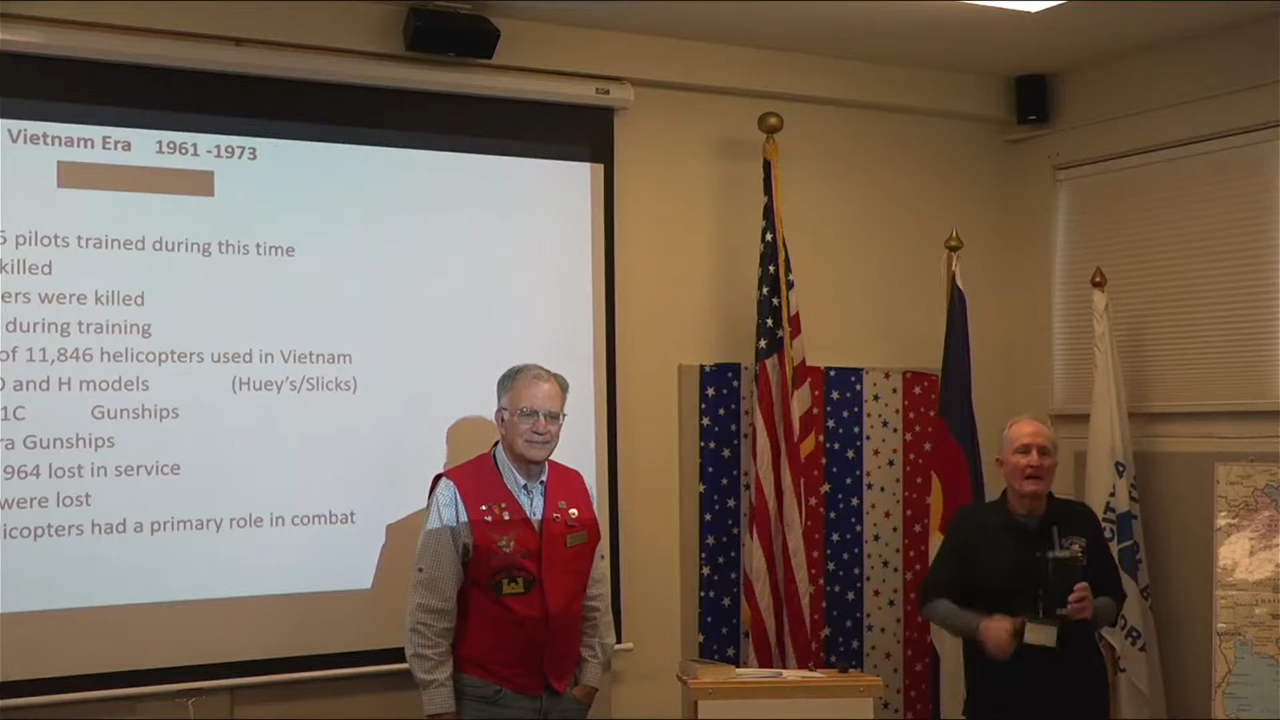 Vietnam Era 1961 -1973
pilots trained during this time
killed
ers were killed
during training
of 11,846 helicopters used in Vietnam
and H models (Huey's/Slicks)
1C Gunships
ra Gunships
964 lost in service
were lost
licopters had a primary role in combat